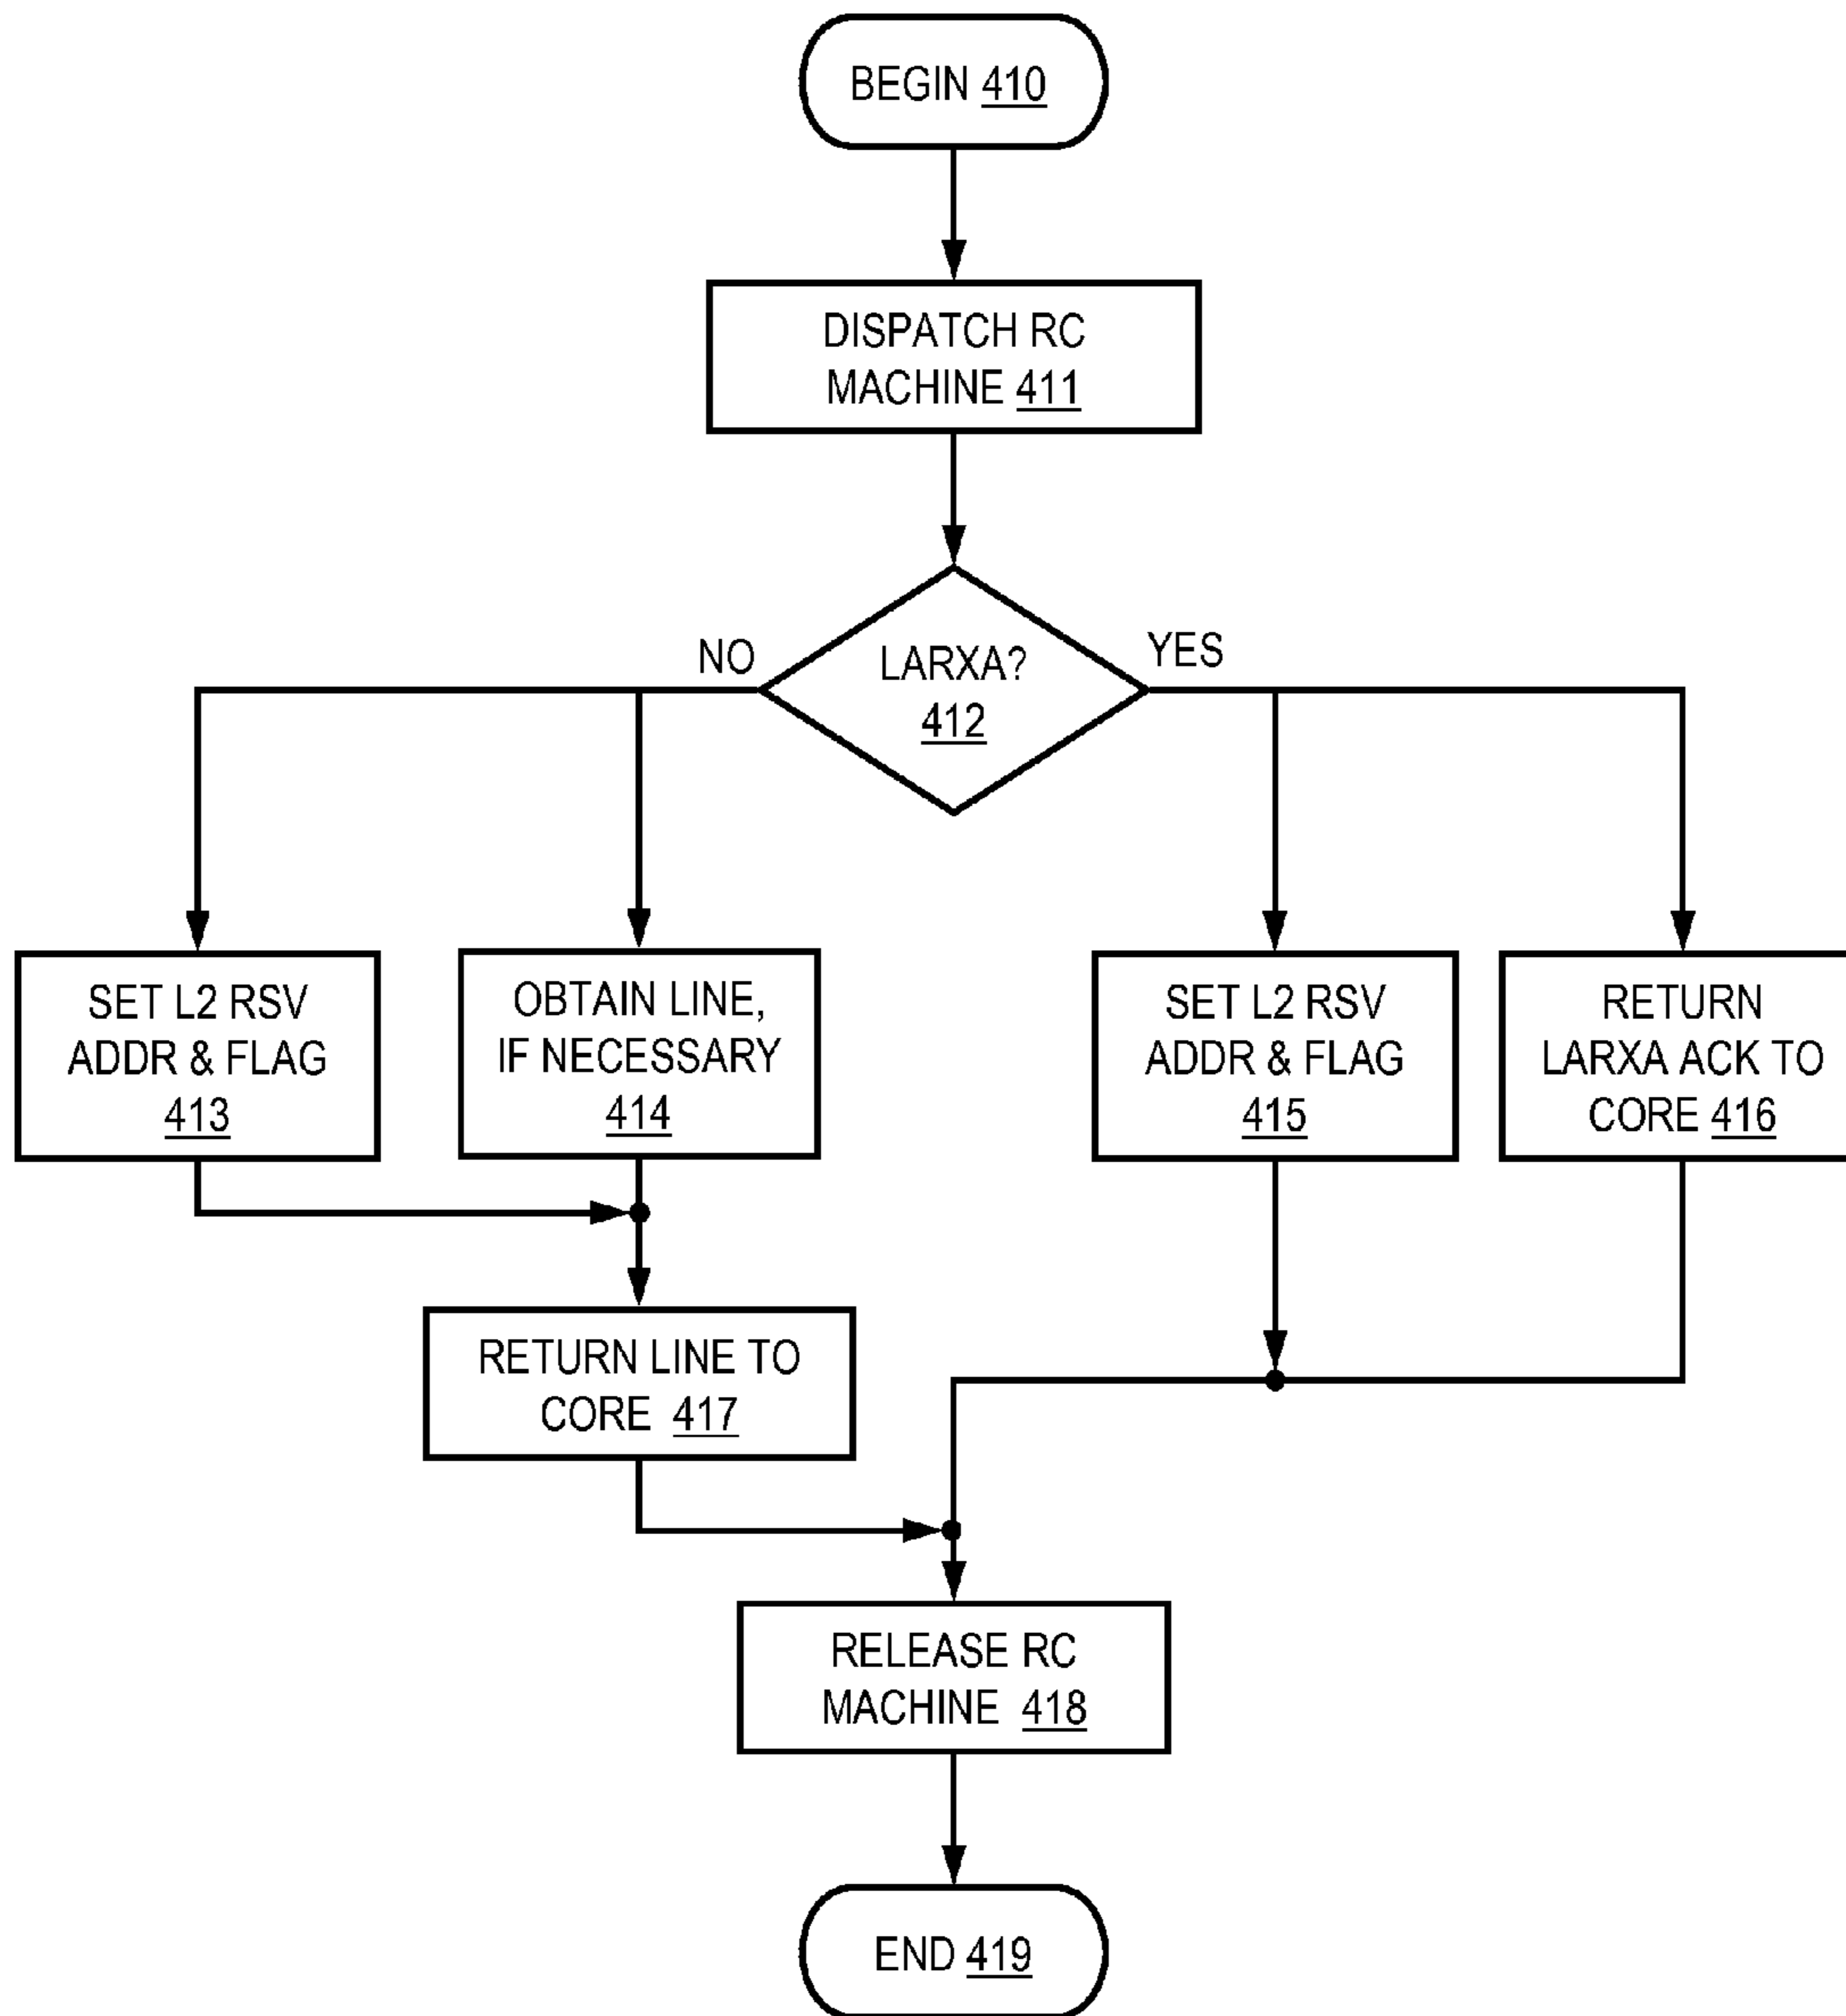 BEGIN 410
DISPATCH RC
MACHINE 411
NO
LARXA?
412
YES
SET L2 RSV
ADDR & FLAG
413
OBTAIN LINE,
IF NECESSARY
414
SET L2 RSV
ADDR & FLAG
415
RETURN
LARXA ACK TO
CORE 416
RETURN LINE TO
CORE 417
RELEASE RC
MACHINE 418
END 419